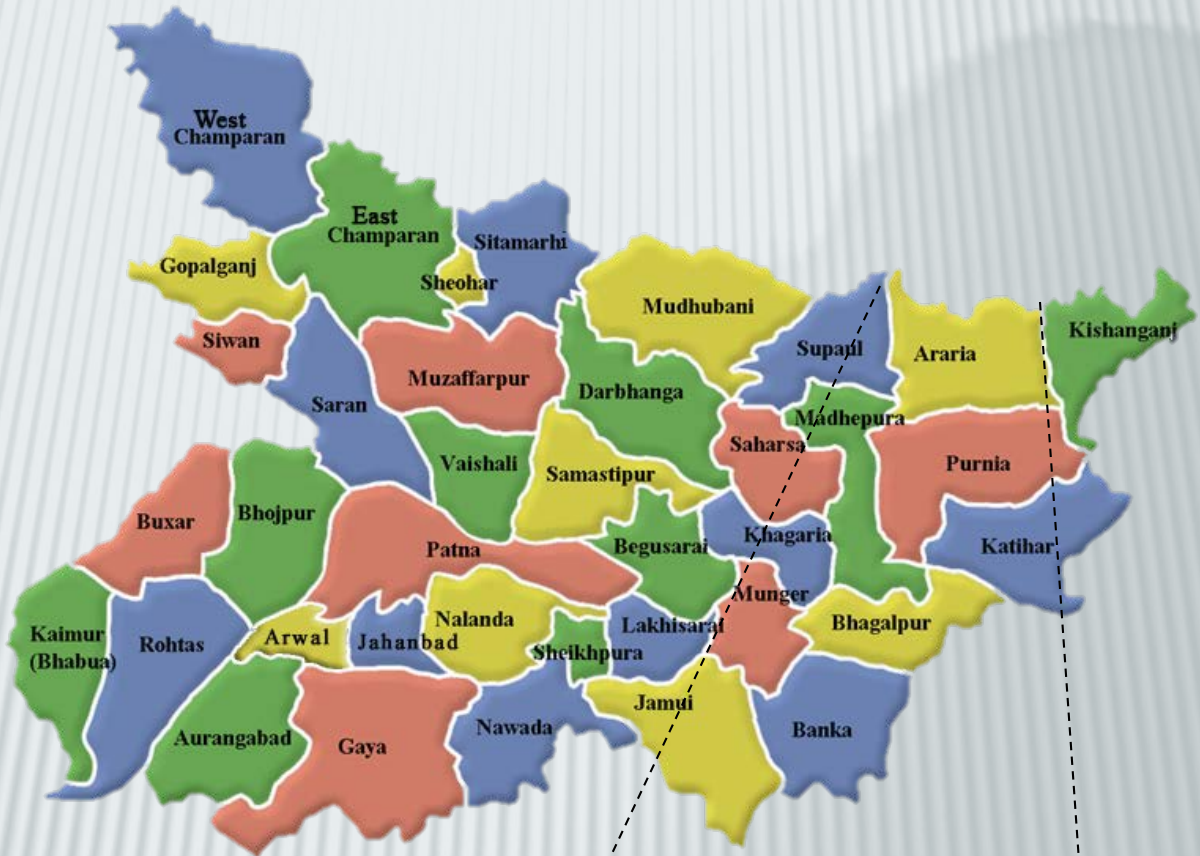 West
Champaran
East
Champaran
Sitamarhi
Gopalganj
Sheohar
Mudhubani
Kishanganj
Siwan
Supaul
Araria
Muzaffarpur
Darbhanga
Saran
Madhepura
Saharsa
Vaishali
Samastipur
Purnia
Bhojpur
Buxar
Khagaria
Patna
Begusarai
Katihar
Munger
Nalanda
Lakhisarai
Bhagalpur
Kaimur
(Bhabua)
Rohtas
Arwal
Jahanbad
Sheikhpura
Jamui
Nawada
Banka
Aurangabad
Gaya